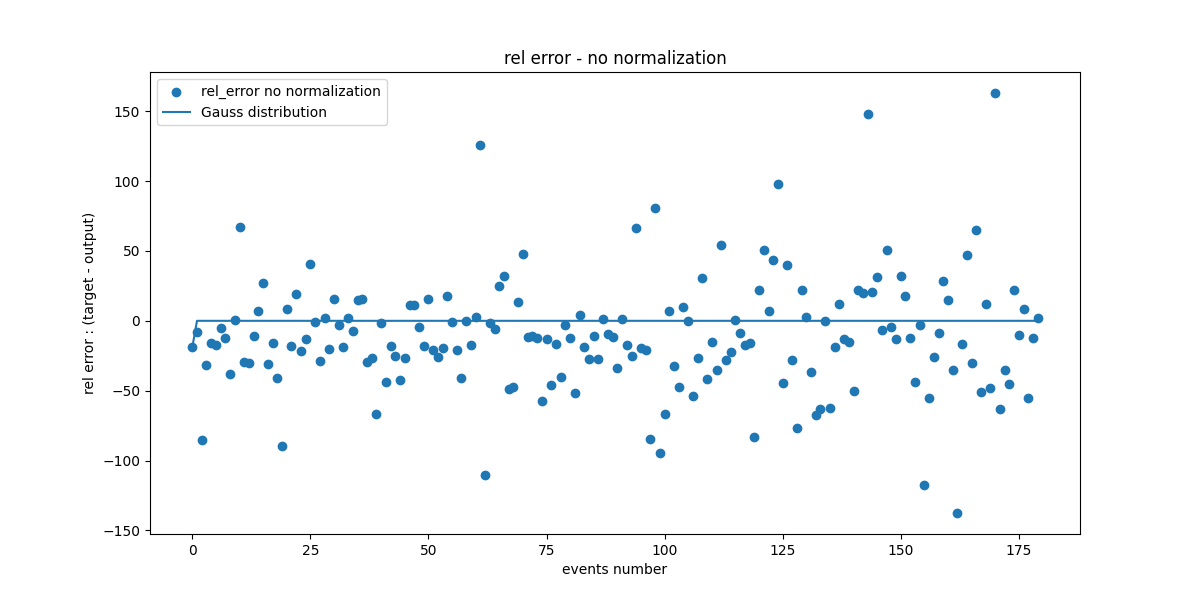 rel error - no normalization
rel_error no normalization
Gauss distribution
rel error : (target - output)
150
100
50
0
−50
−100
−150
0 25 50 75 100 125 150 175
events number